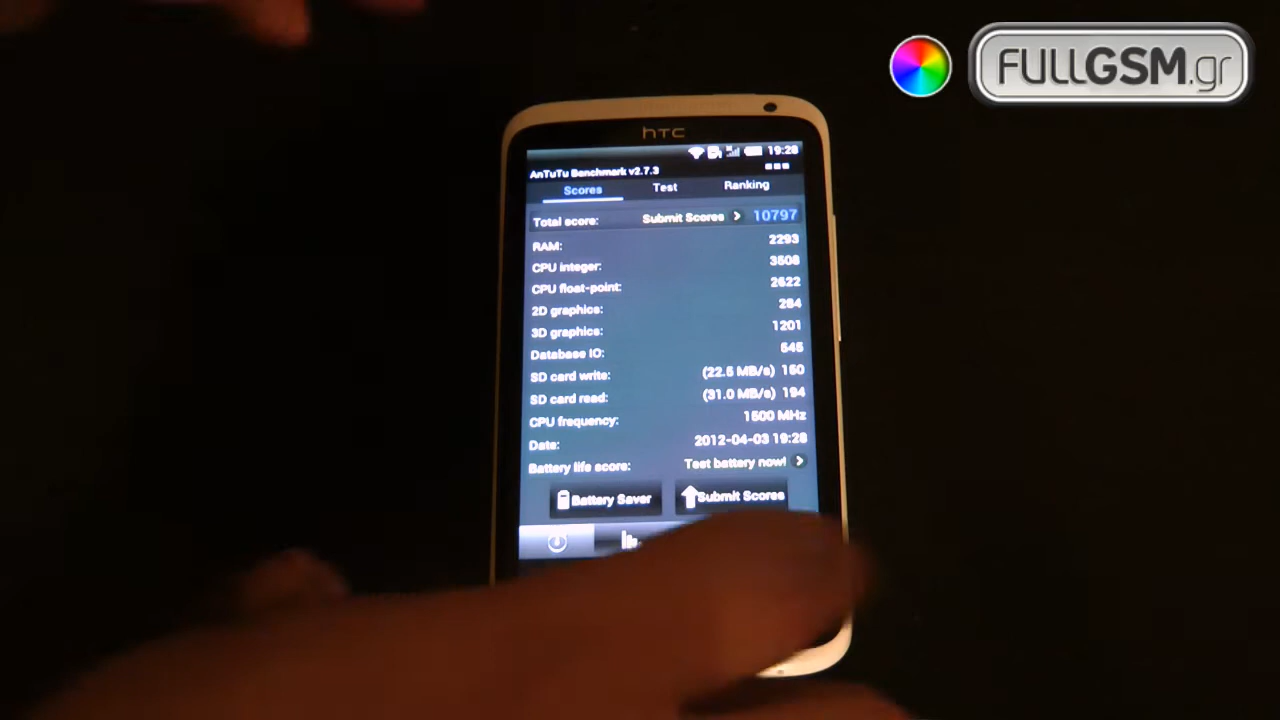 FULLGSM.gr
hTC
19:28
AnTuTu Benchmark v2.7.3
Scores Test Ranking
Total score: Submit Scores 10797
RAM: 2293
CPU integer: 3508
CPU float-point: 2622
2D graphics: 284
3D graphics: 1201
Database IO: 545
SD card write: (22.5 MB/s) 150
SD card read: (31.0 MB/s) 194
CPU frequency: 1500 MHz
Date: 2012-04-03 19:28
Battery life score: Test battery now!
Battery Saver Submit Scores